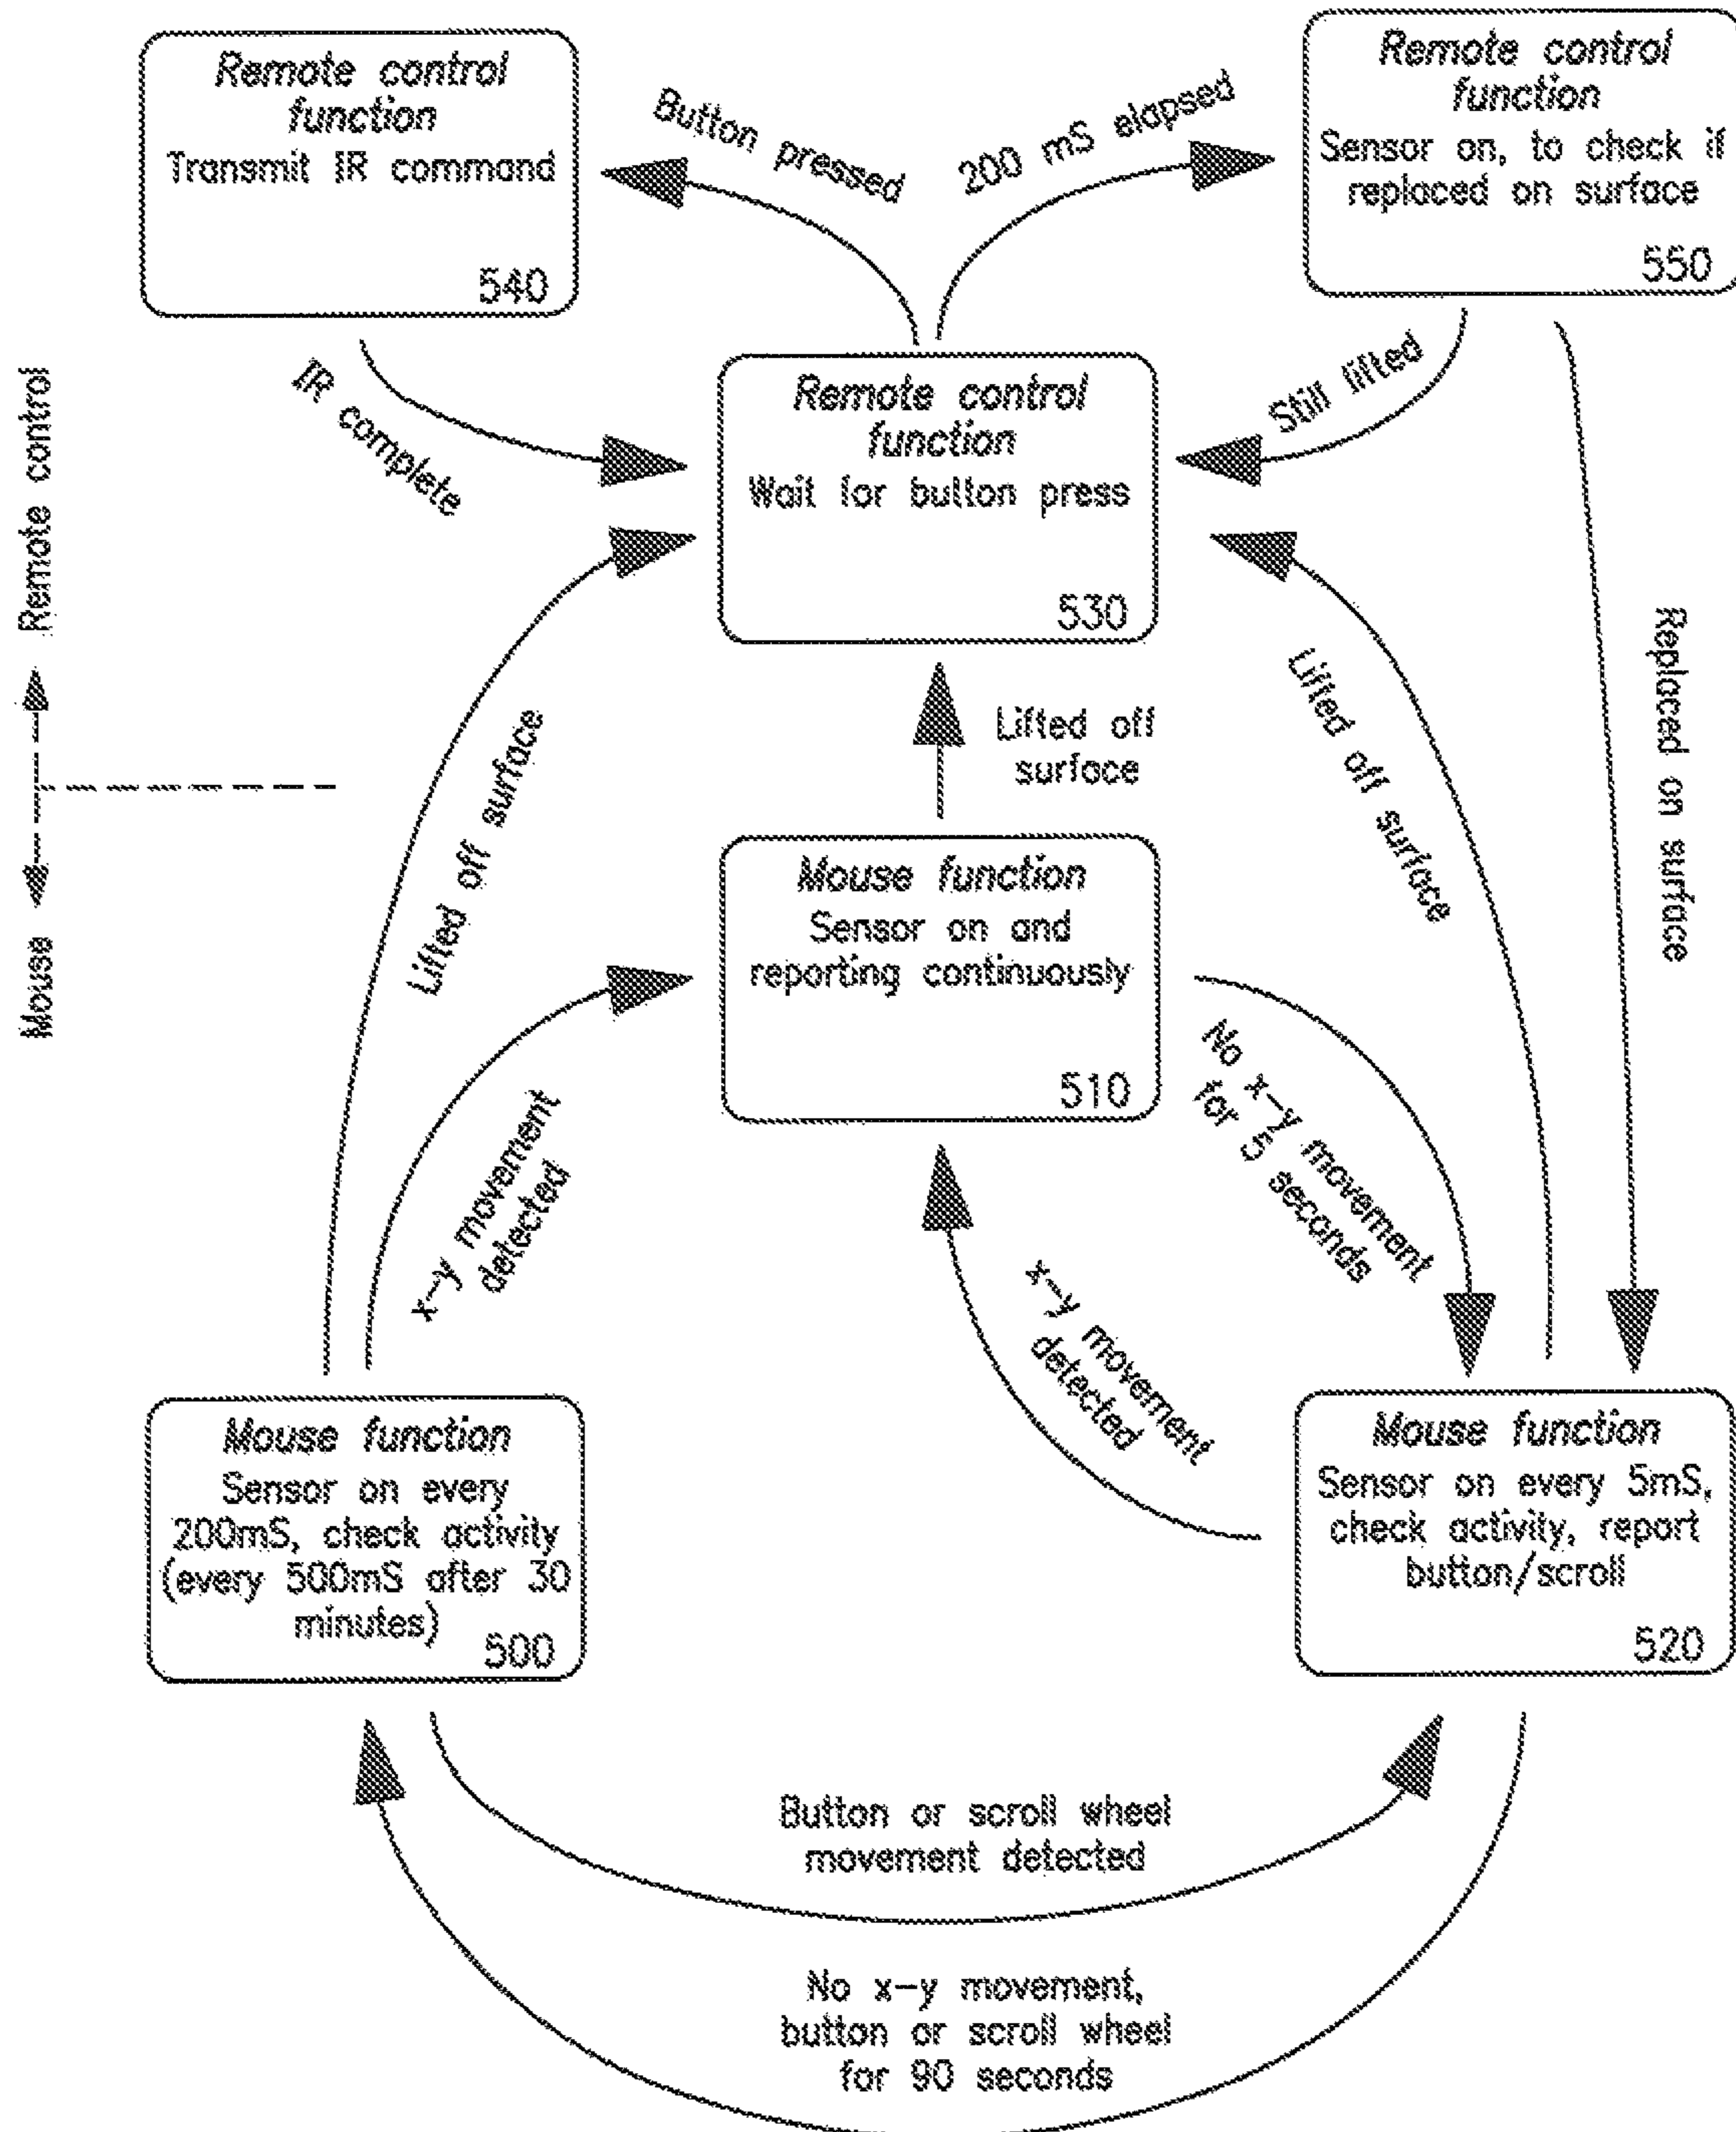 Remote control
function
Transmit IR command
540
Button pressed
200 mS elapsed
Remote control
function
Sensor on, to check if
replaced on surface
550
IR complete
Still lifted
Remote control
function
Wait for button press
530
Remote control
Mouse
Lifted off surface
Lifted off
surface
Lifted off surface
Replaced on surface
Mouse function
Sensor on and
reporting continuously
510
x-y movement
detected
No x-y movement
for 5 seconds
x-y movement
detected
Mouse function
Sensor on every
200mS, check activity
(every 500mS after 30
minutes)
500
Mouse function
Sensor on every 5mS,
check activity, report
button/scroll
520
Button or scroll wheel
movement detected
No x-y movement,
button or scroll wheel
for 90 seconds